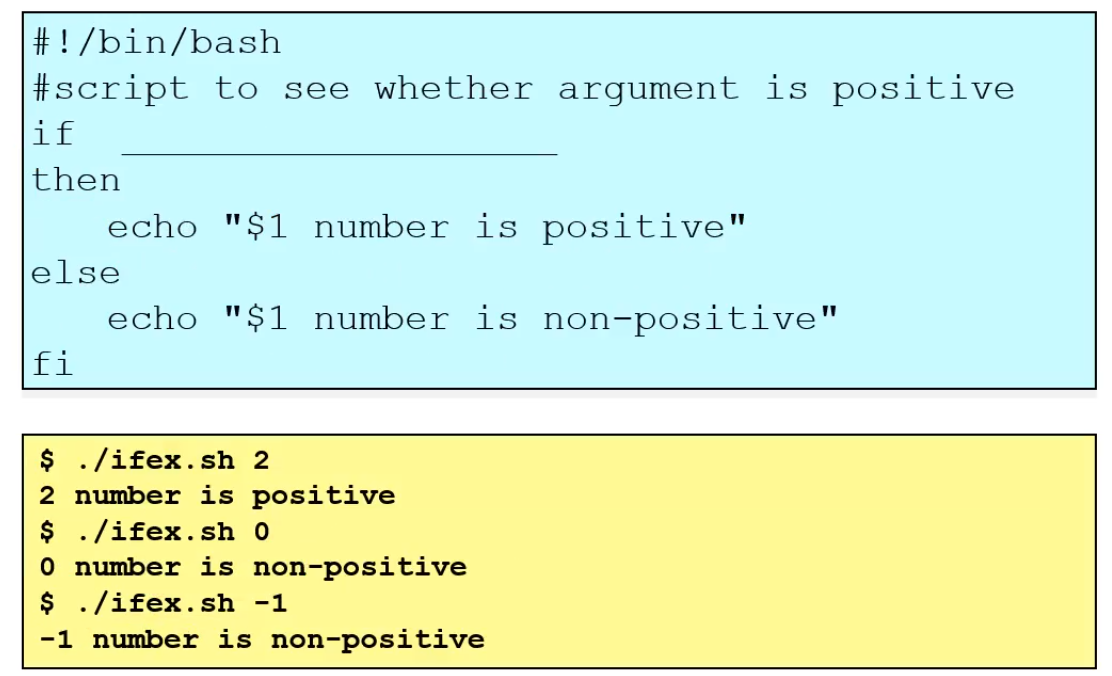 #!/bin/bash
#script to see whether argument is positive
if ____________________
then
    echo "$1 number is positive"
else
    echo "$1 number is non-positive"
fi
$ ./ifex.sh 2
2 number is positive
$ ./ifex.sh 0
0 number is non-positive
$ ./ifex.sh -1
-1 number is non-positive